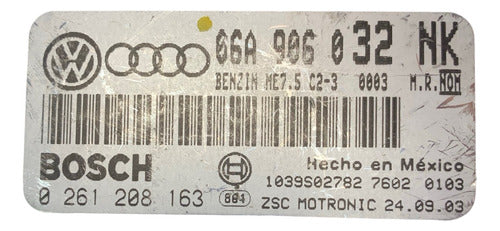 06A 906 032 NK
BENZIN ME7.5 C2-3 0003 M.R.NOM
BOSCH
Hecho en México
1039S02782 7602 0103
0 261 208 163
ZSC MOTRONIC 24.09.03